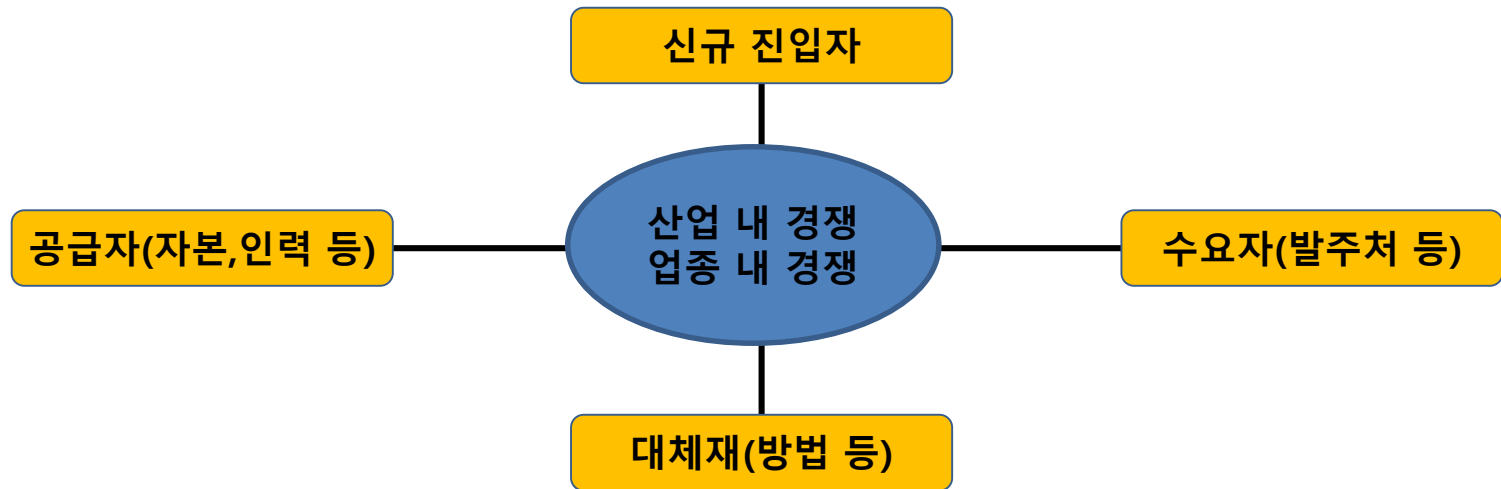 신규 진입자
산업 내 경쟁
업종 내 경쟁
공급자(자본,인력 등)
수요자(발주처 등)
대체재(방법 등)